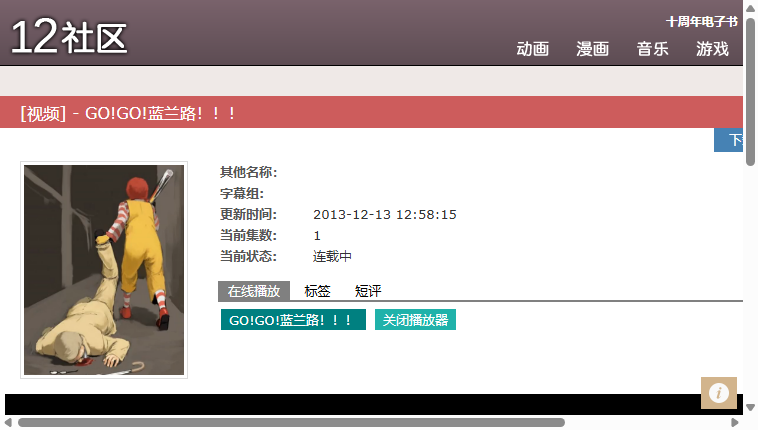 12社区
十周年电子书
动画 漫画 音乐 游戏
[视频] - GO!GO!蓝兰路！！！
其他名称:
字幕组:
更新时间: 2013-12-13 12:58:15
当前集数: 1
当前状态: 连载中
在线播放 标签 短评
GO!GO!蓝兰路！！！ 关闭播放器